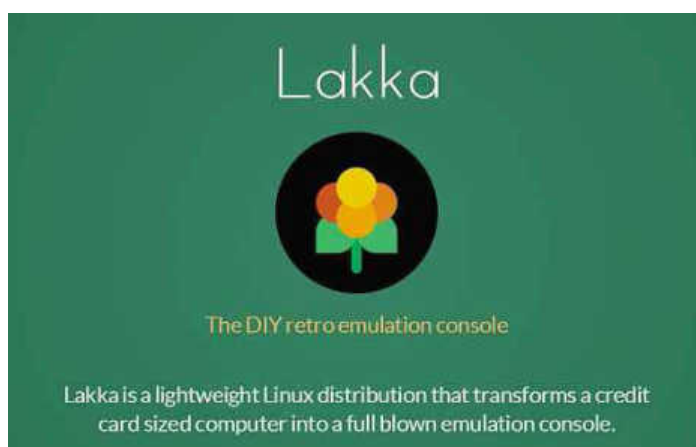 Lakka
The DIY retro emulation console
Lakka is a lightweight Linux distribution that transforms a credit
card sized computer into a full blown emulation console.